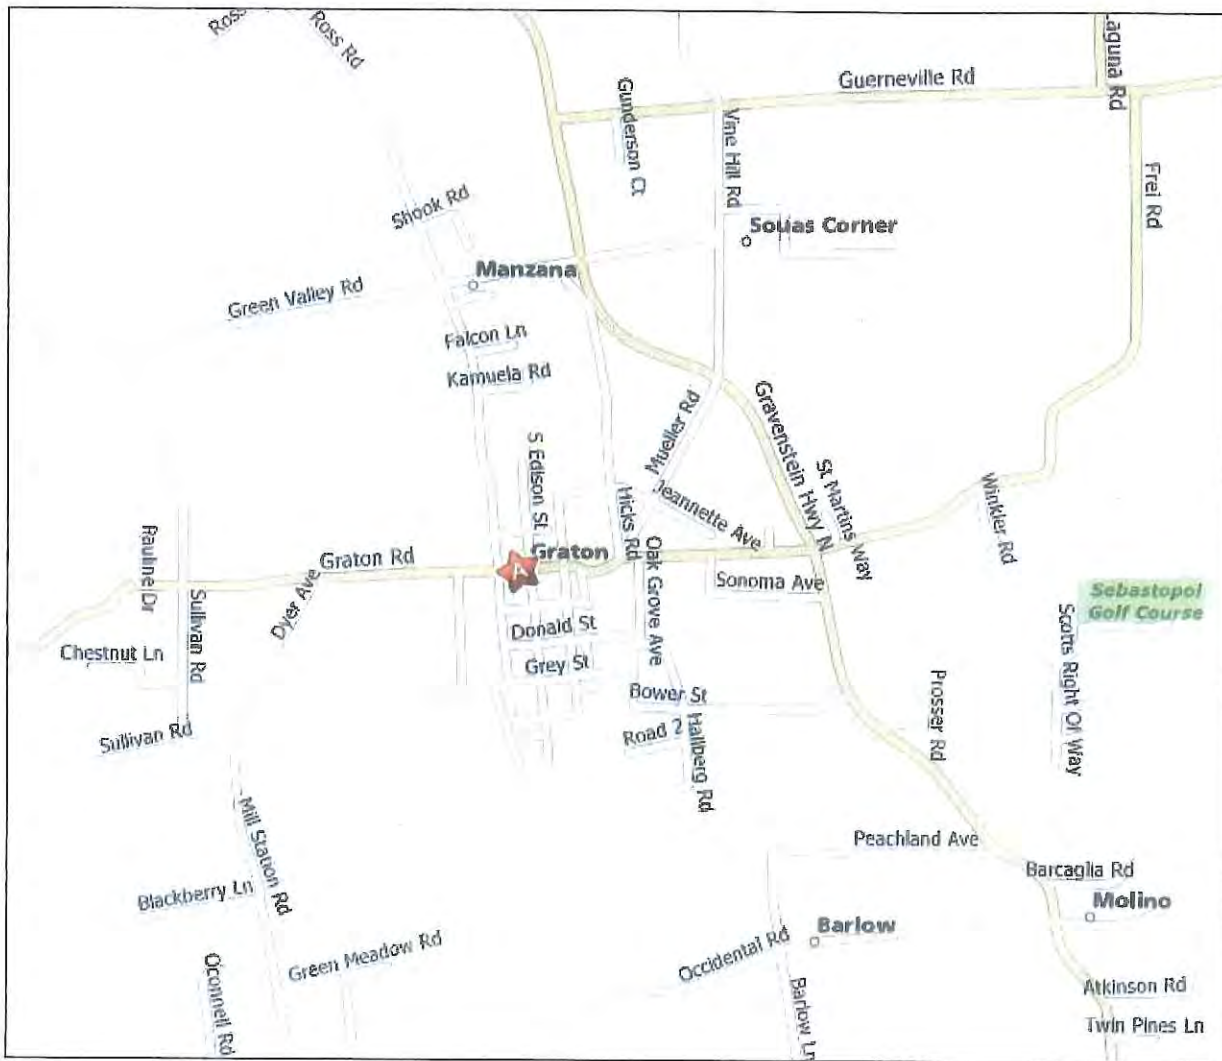 Ross
Ross Rd
Laguna Rd
Guerneville Rd
Gunderson Ct
Vine Hill Rd
Frei Rd
Shook Rd
Souas Corner
Manzana
Green Valley Rd
Falcon Ln
Kamuela Rd
Gravenstein Hwy N
Mueller Rd
S Edison St
St Martins Way
Jeannette Ave
Hicks Rd
Winkler Rd
Pauline Dr
Graton Rd
A
Graton
Oak Grove Ave
Sonoma Ave
Sullivan Rd
Dyer Ave
Sebastopol
Golf Course
Donald St
Scotts Right Of Way
Chestnut Ln
Grey St
Prosser Rd
Bower St
Sullivan Rd
Road 2
Hallberg Rd
Mill Station Rd
Peachland Ave
Barcaglia Rd
Blackberry Ln
Molino
Barlow
Occidental Rd
Green Meadow Rd
Oconnell Rd
Barlow Ln
Atkinson Rd
Twin Pines Ln